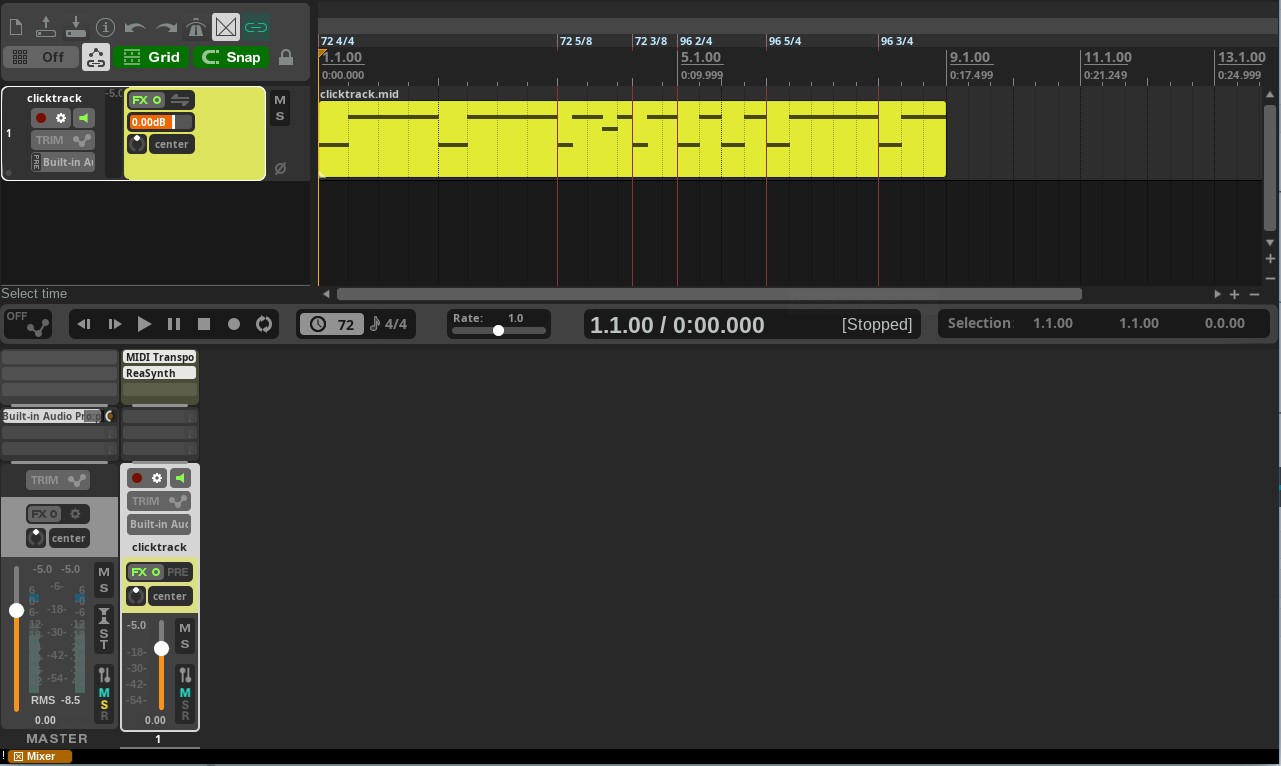 72 4/4 72 5/8 72 3/8 96 2/4 96 5/4 96 3/4
Off Grid Snap
1.1.00 5.1.00 9.1.00 11.1.00 13.1.00
0:00.000 0:09.999 0:17.499 0:21.249 0:24.999
clicktrack -5.0 FX M clicktrack.mid
S
0.00dB
1
TRIM center
PRE Built-in Au
Select time
OFF 72 4/4 Rate: 1.0 1.1.00 / 0:00.000 [Stopped] Selection: 1.1.00 1.1.00 0.0.00
MIDI Transpo
ReaSynth
Built-in Audio Pro:p
TRIM
TRIM
FX
Built-in Aud
center
clicktrack
-5.0 -5.0 M FX PRE
-6- S
center
-18-
-30- S T
-42-
-54-
M
RMS -8.5 S
R
0.00
-5.0 M
S
-18-
-30-
-42- M
-54- S
R
0.00
MASTER 1
! Mixer